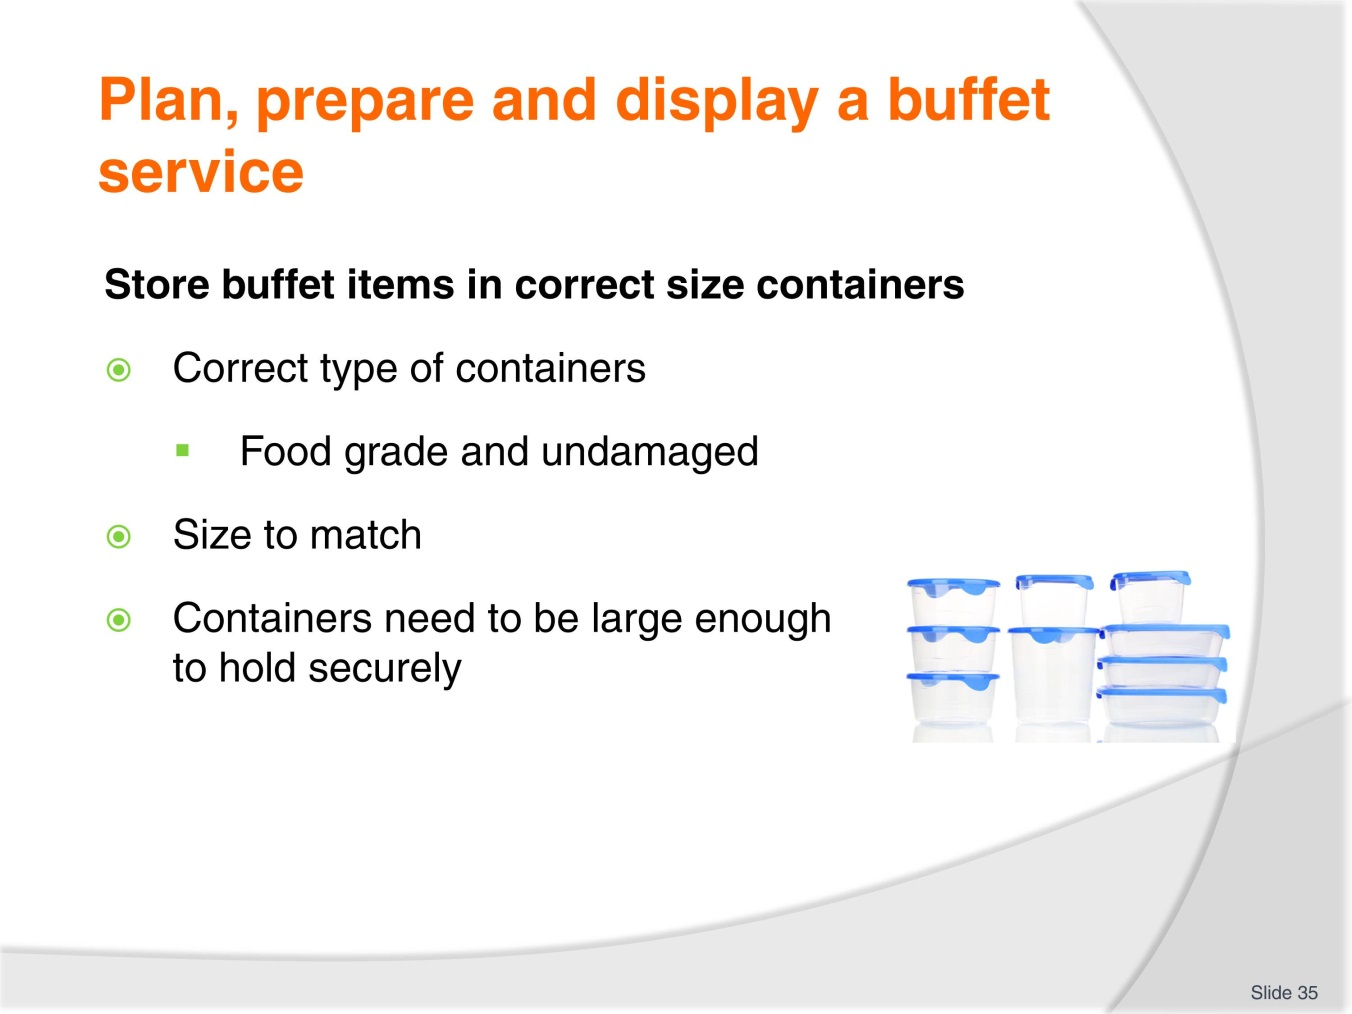 Plan, prepare and display a buffet
service
Store buffet items in correct size containers
Correct type of containers
Food grade and undamaged
Size to match
Containers need to be large enough
to hold securely
Slide 35